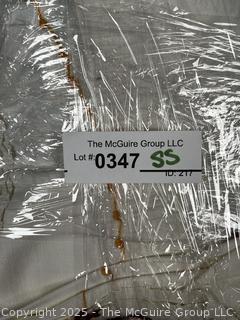 The McGuire Group LLC
Lot #: 0347 SS
ID: 217
Copyright 2025 - The McGuire Group LLC